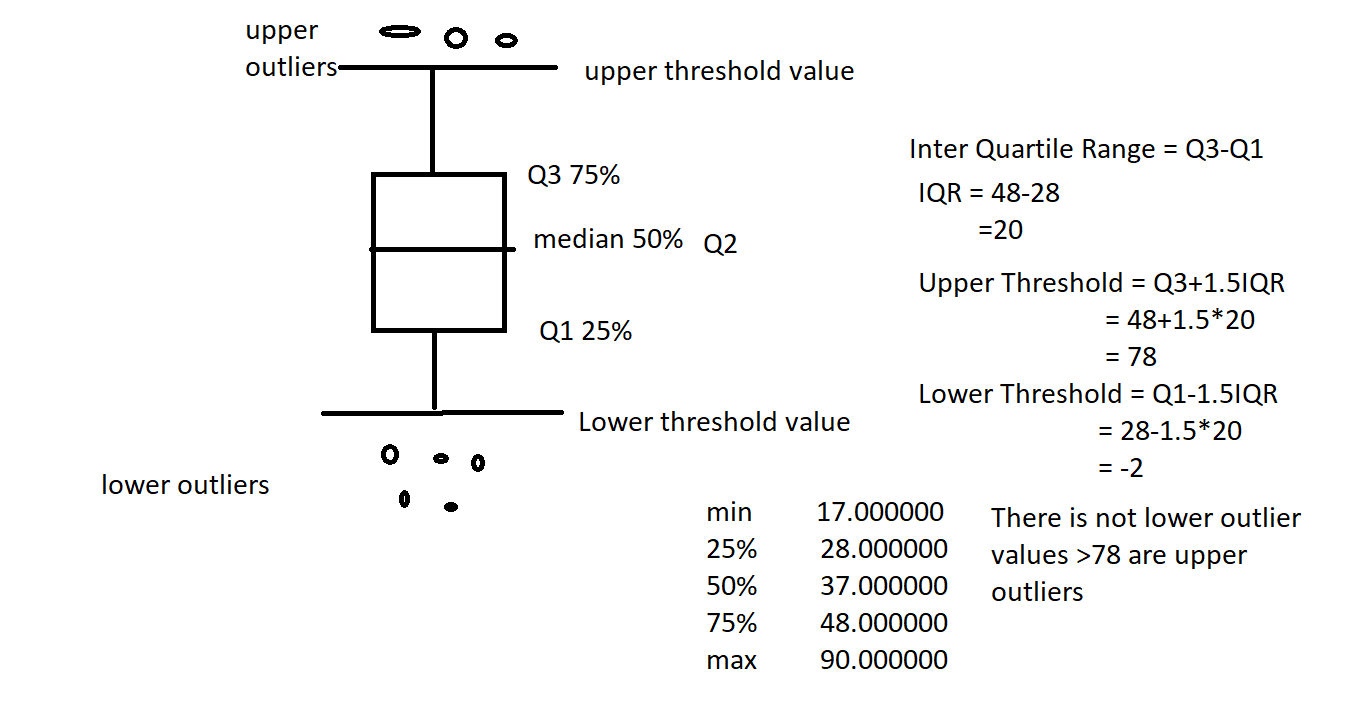 upper
outliers
upper threshold value
Q3 75%
median 50% Q2
Q1 25%
Lower threshold value
lower outliers
Inter Quartile Range = Q3-Q1
IQR = 48-28
=20
Upper Threshold = Q3+1.5IQR
= 48+1.5*20
= 78
Lower Threshold = Q1-1.5IQR
= 28-1.5*20
= -2
min 17.000000
25% 28.000000
50% 37.000000
75% 48.000000
max 90.000000
There is not lower outlier
values >78 are upper
outliers